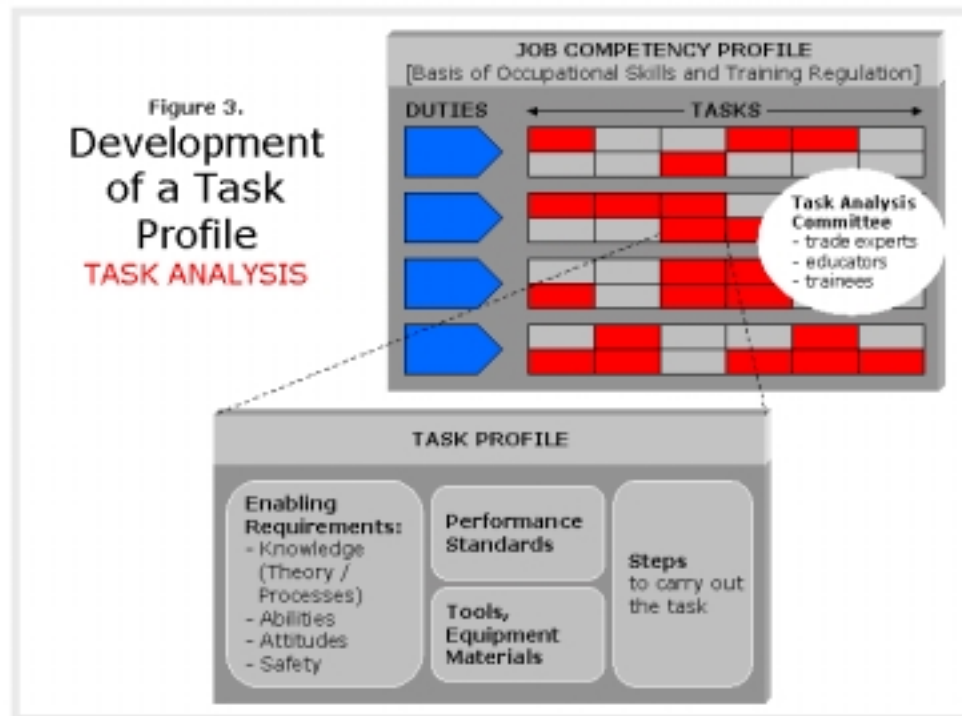 Figure 3.
Development
of a Task
Profile
TASK ANALYSIS
JOB COMPETENCY PROFILE
[Basis of Occupational Skills and Training Regulation]
DUTIES
TASKS
Task Analysis
Committee
- trade experts
- educators
- trainees
TASK PROFILE
Enabling
Requirements:
- Knowledge
(Theory /
Processes)
- Abilities
- Attitudes
- Safety
Performance
Standards
Tools,
Equipment
Materials
Steps
to carry out
the task